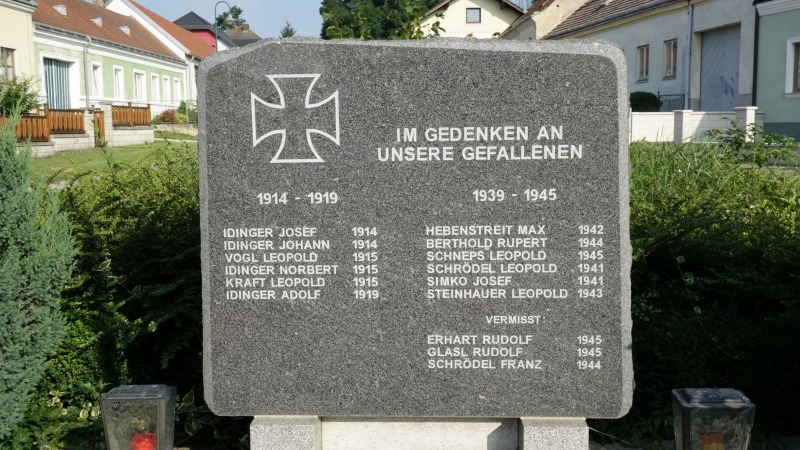 IM GEDENKEN AN
UNSERE GEFALLENEN
1914 - 1919
IDINGER JOSEF 1914
IDINGER JOHANN 1914
VOGL LEOPOLD 1915
IDINGER NORBERT 1915
KRAFT LEOPOLD 1915
IDINGER ADOLF 1919
1939 - 1945
HEBENSTREIT MAX 1942
BERTHOLD RUPERT 1944
SCHNEPS LEOPOLD 1945
SCHRÖDEL LEOPOLD 1941
SIMKO JOSEF 1941
STEINHAUER LEOPOLD 1943
VERMISST:
ERHART RUDOLF 1945
GLASL RUDOLF 1945
SCHRÖDEL FRANZ 1944